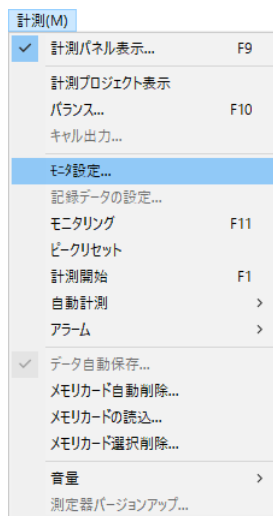 計測(M)
計測パネル表示... F9
計測プロジェクト表示
バランス... F10
キャル出力...
ﾓﾆﾀ設定...
記録データの設定...
モニタリング F11
ピークリセット
計測開始 F1
自動計測
アラーム
データ自動保存...
メモリカード自動削除...
メモリカードの読込...
メモリカード選択削除...
音量
測定器バージョンアップ...